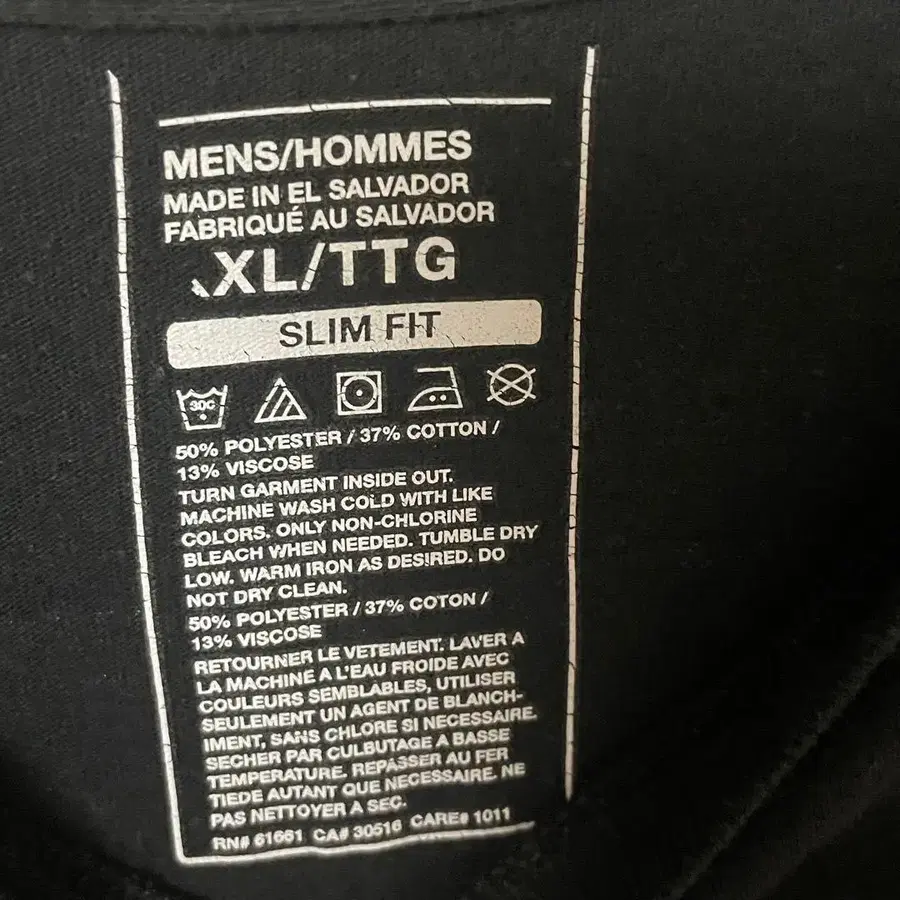 MENS/HOMMES
MADE IN EL SALVADOR
FABRIQUÉ AU SALVADOR
XL/TTG
SLIM FIT
30C
50% POLYESTER / 37% COTTON /
13% VISCOSE
TURN GARMENT INSIDE OUT.
MACHINE WASH COLD WITH LIKE
COLORS. ONLY NON-CHLORINE
BLEACH WHEN NEEDED. TUMBLE DRY
LOW. WARM IRON AS DESIRED. DO
NOT DRY CLEAN.
50% POLYESTER / 37% COTON /
13% VISCOSE
RETOURNER LE VETEMENT. LAVER A
LA MACHINE A L'EAU FROIDE AVEC
COULEURS SEMBLABLES, UTILISER
SEULEMENT UN AGENT DE BLANCH-
IMENT, SANS CHLORE SI NECESSAIRE.
SECHER PAR CULBUTAGE A BASSE
TEMPERATURE. REPASSER AU FER
TIEDE AUTANT QUE NECESSAIRE. NE
PAS NETTOYER A SEC.
RN# 61661 CA# 30516 CARE# 1011